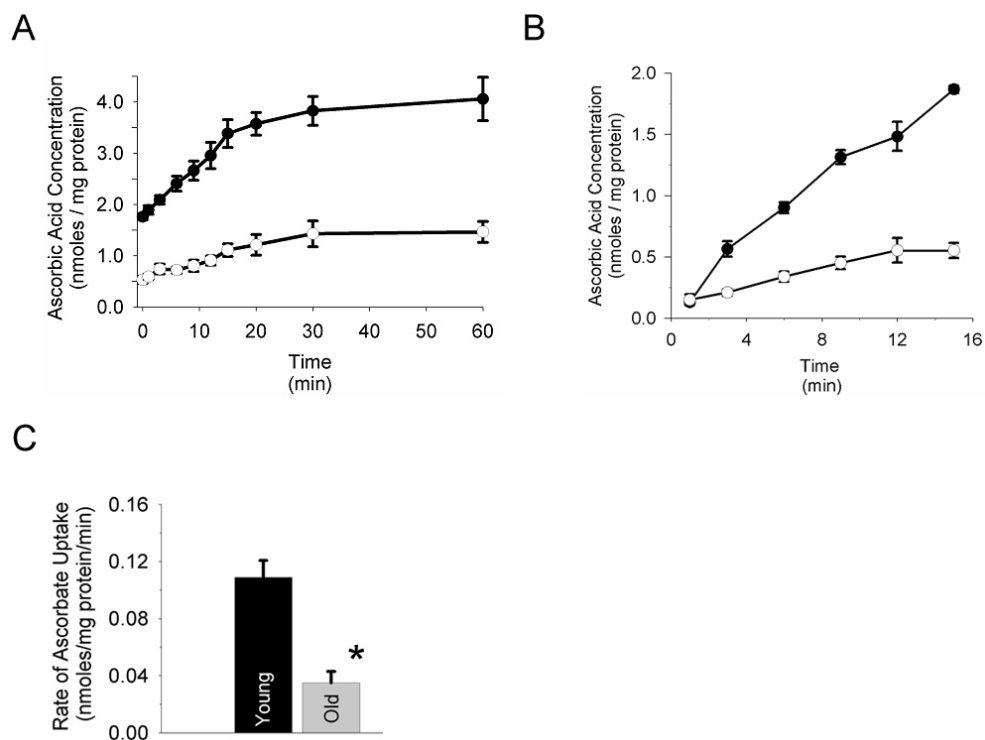 A
Ascorbic Acid Concentration
(nmoles / mg protein)
4.0
3.0
2.0
1.0
0.0
0
10
20
30
40
50
60
Time
(min)
B
Ascorbic Acid Concentration
(nmoles / mg protein)
2.0
1.5
1.0
0.5
0.0
0
4
8
12
16
Time
(min)
C
Rate of Ascorbate Uptake
(nmoles/mg protein/min)
0.16
0.12
0.08
0.04
0.00
Young
Old
*